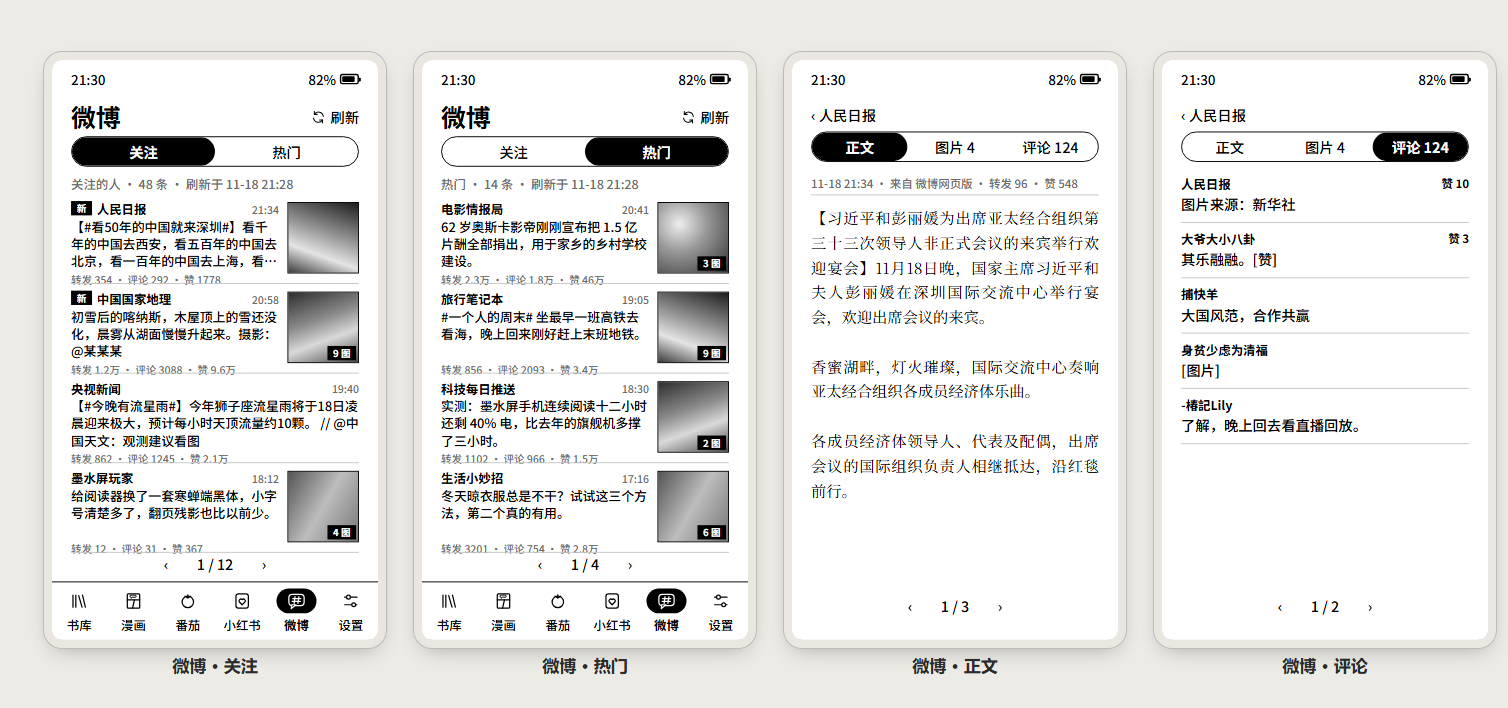 21:30
82%
微博
刷新
关注
热门
关注的人 · 48 条 · 刷新于 11-18 21:28
新 人民日报 21:34
【#看50年的中国就来深圳#】看千
年的中国去西安，看五百年的中国去
北京，看一百年的中国去上海，看…
转发 354 · 评论 292 · 赞 1778
新 中国国家地理 20:58
初雪后的喀纳斯，木屋顶上的雪还没
化，晨雾从湖面慢慢升起来。摄影：
@某某某
9 图
转发 1.2万 · 评论 3088 · 赞 9.6万
央视新闻 19:40
【#今晚有流星雨#】今年狮子座流星雨将于18日凌
晨迎来极大，预计每小时天顶流量约10颗。 // @中
国天文：观测建议看图
转发 862 · 评论 1245 · 赞 2.1万
墨水屏玩家 18:12
给阅读器换了一套寒蝉端黑体，小字
号清楚多了，翻页残影也比以前少。
4 图
转发 12 · 评论 31 · 赞 367
‹ 1 / 12 ›
书库 漫画 番茄 小红书 微博 设置
微博 · 关注
21:30
82%
微博
刷新
关注
热门
热门 · 14 条 · 刷新于 11-18 21:28
电影情报局 20:41
62 岁奥斯卡影帝刚刚宣布把 1.5 亿
片酬全部捐出，用于家乡的乡村学校
建设。
3 图
转发 2.3万 · 评论 1.8万 · 赞 46万
旅行笔记本 19:05
#一个人的周末# 坐最早一班高铁去
看海，晚上回来刚好赶上末班地铁。
9 图
转发 856 · 评论 2093 · 赞 3.4万
科技每日推送 18:30
实测：墨水屏手机连续阅读十二小时
还剩 40% 电，比去年的旗舰机多撑
了三小时。
2 图
转发 1102 · 评论 966 · 赞 1.5万
生活小妙招 17:16
冬天晾衣服总是不干？试试这三个方
法，第二个真的有用。
6 图
转发 3201 · 评论 754 · 赞 2.8万
‹ 1 / 4 ›
书库 漫画 番茄 小红书 微博 设置
微博 · 热门
21:30
82%
‹ 人民日报
正文
图片 4
评论 124
11-18 21:34 · 来自 微博网页版 · 转发 96 · 赞 548
【习近平和彭丽媛为出席亚太经合组织第
三十三次领导人非正式会议的来宾举行欢
迎宴会】11月18日晚，国家主席习近平和
夫人彭丽媛在深圳国际交流中心举行宴
会，欢迎出席会议的来宾。
香蜜湖畔，灯火璀璨，国际交流中心奏响
亚太经合组织各成员经济体乐曲。
各成员经济体领导人、代表及配偶，出席
会议的国际组织负责人相继抵达，沿红毯
前行。
‹ 1 / 3 ›
微博 · 正文
21:30
82%
‹ 人民日报
正文
图片 4
评论 124
人民日报 赞 10
图片来源：新华社
大爷大小八卦 赞 3
其乐融融。[赞]
捕快羊
大国风范，合作共赢
身贫少虑为清福
[图片]
-椿記Lily
了解，晚上回去看直播回放。
‹ 1 / 2 ›
微博 · 评论